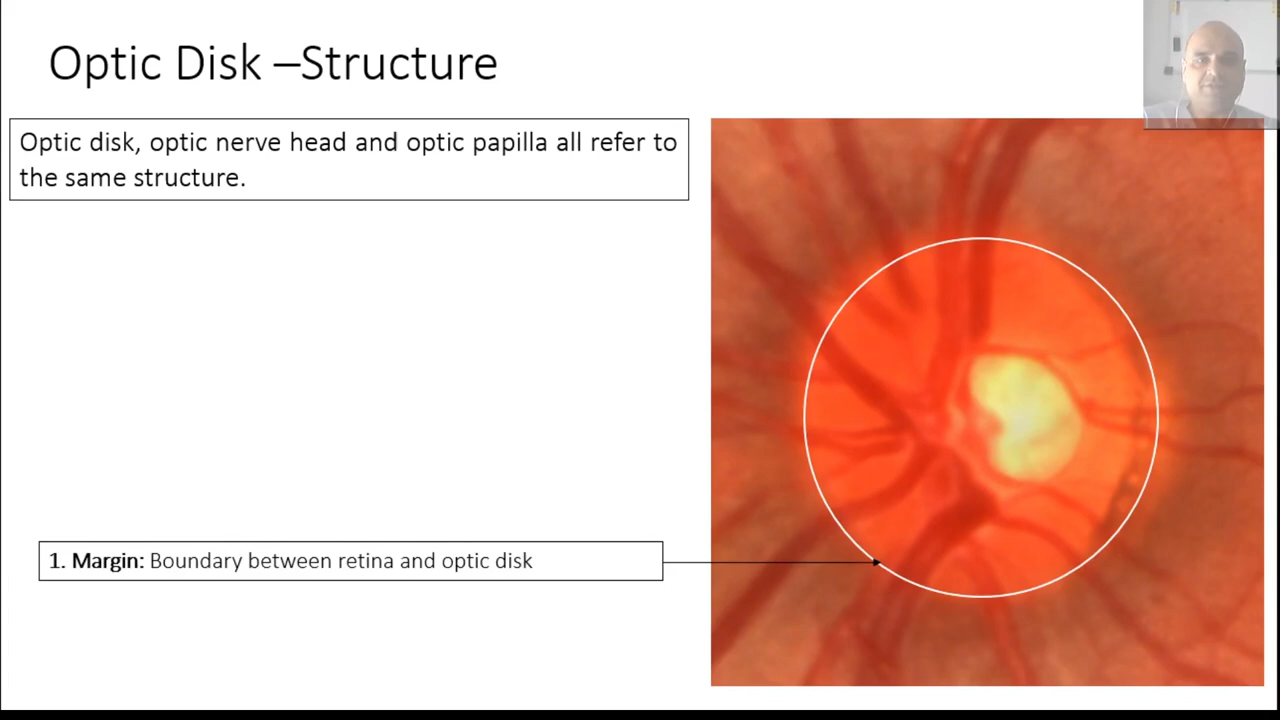 Optic Disk –Structure
Optic disk, optic nerve head and optic papilla all refer to
the same structure.
1. Margin: Boundary between retina and optic disk